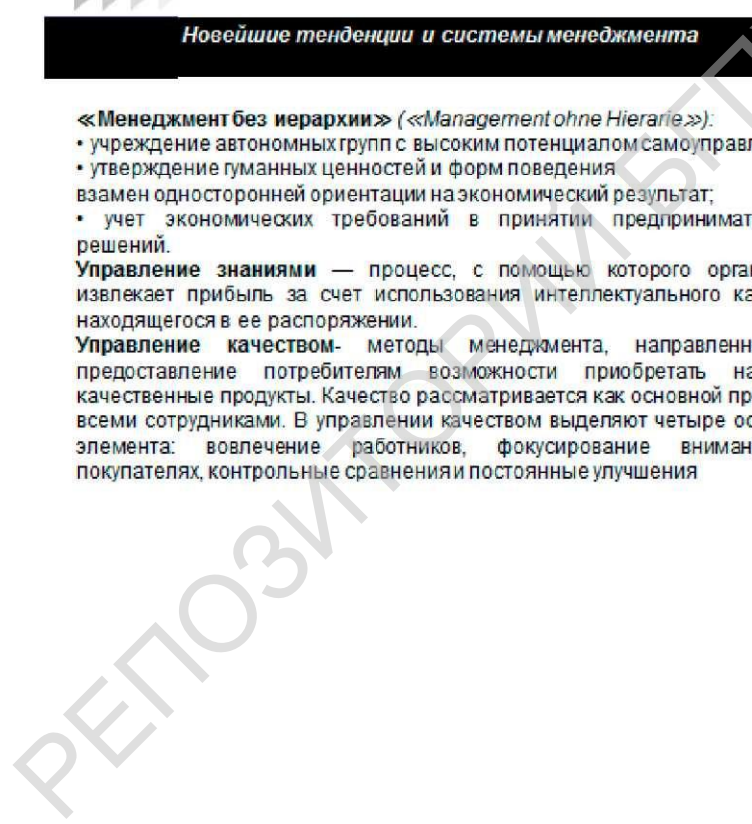 Новейшие тенденции и системы менеджмента
≪Менеджмент без иерархии≫ (≪Management ohne Hierarie≫):
• учреждение автономных групп с высоким потенциалом самоуправл
• утверждение гуманных ценностей и форм поведения
взамен односторонней ориентации на экономический результат;
• учет экономических требований в принятии предпринимат
решений.
Управление знаниями — процесс, с помощью которого орган
извлекает прибыль за счет использования интеллектуального ка
находящегося в ее распоряжении.
Управление качеством- методы менеджмента, направленн
предоставление потребителям возможности приобретать на
качественные продукты. Качество рассматривается как основной пр
всеми сотрудниками. В управлении качеством выделяют четыре ос
элемента: вовлечение работников, фокусирование вниман
покупателях, контрольные сравнения и постоянные улучшения
РЕПОЗИТОРИЙ БГП